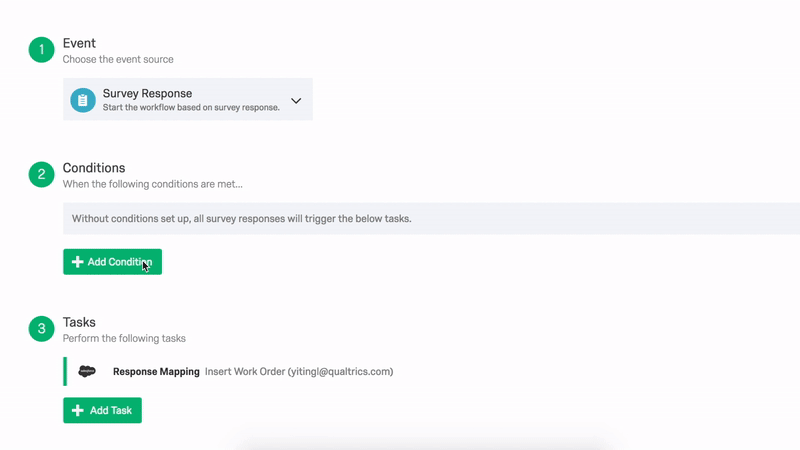 1
Event
Choose the event source
Survey Response
Start the workflow based on survey response.
2
Conditions
When the following conditions are met...
Without conditions set up, all survey responses will trigger the below tasks.
Add Condition
3
Tasks
Perform the following tasks
salesforce
Response Mapping Insert Work Order (yitingl@qualtrics.com)
Add Task